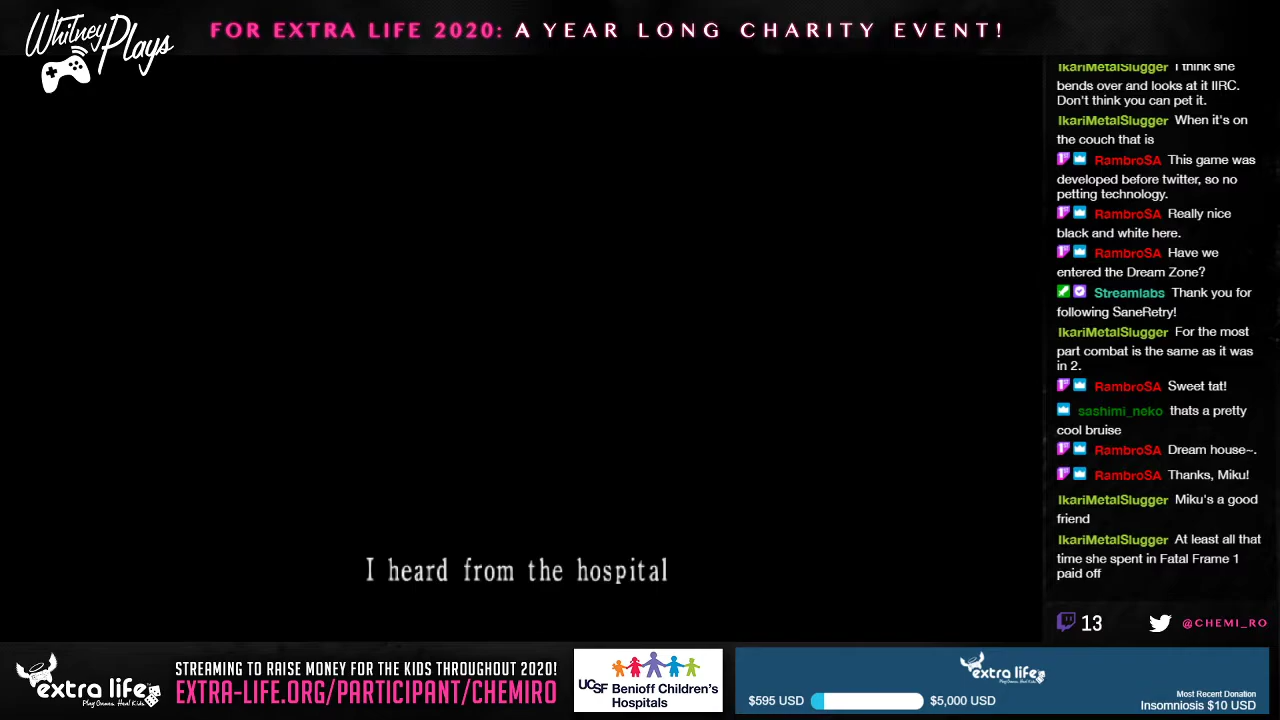 Whitney Plays
FOR EXTRA LIFE 2020: A YEAR LONG CHARITY EVENT!
IkariMetalSlugger I think she
bends over and looks at it IIRC.
Don't think you can pet it.
IkariMetalSlugger When it's on
the couch that is
RambroSA This game was
developed before twitter, so no
petting technology.
RambroSA Really nice
black and white here.
RambroSA Have we
entered the Dream Zone?
Streamlabs Thank you for
following SaneRetry!
IkariMetalSlugger For the most
part combat is the same as it was
in 2.
RambroSA Sweet tat!
sashimi_neko thats a pretty
cool bruise
RambroSA Dream house~.
RambroSA Thanks, Miku!
IkariMetalSlugger Miku's a good
friend
IkariMetalSlugger At least all that
time she spent in Fatal Frame 1
paid off
I heard from the hospital
13 @CHEMI_RO
extra life
Play Games. Heal Kids.
STREAMING TO RAISE MONEY FOR THE KIDS THROUGHOUT 2020!
EXTRA-LIFE.ORG/PARTICIPANT/CHEMIRO
UCSF Benioff Children's
Hospitals
extra life
$595 USD $5,000 USD
Most Recent Donation
Insomniosis $10 USD